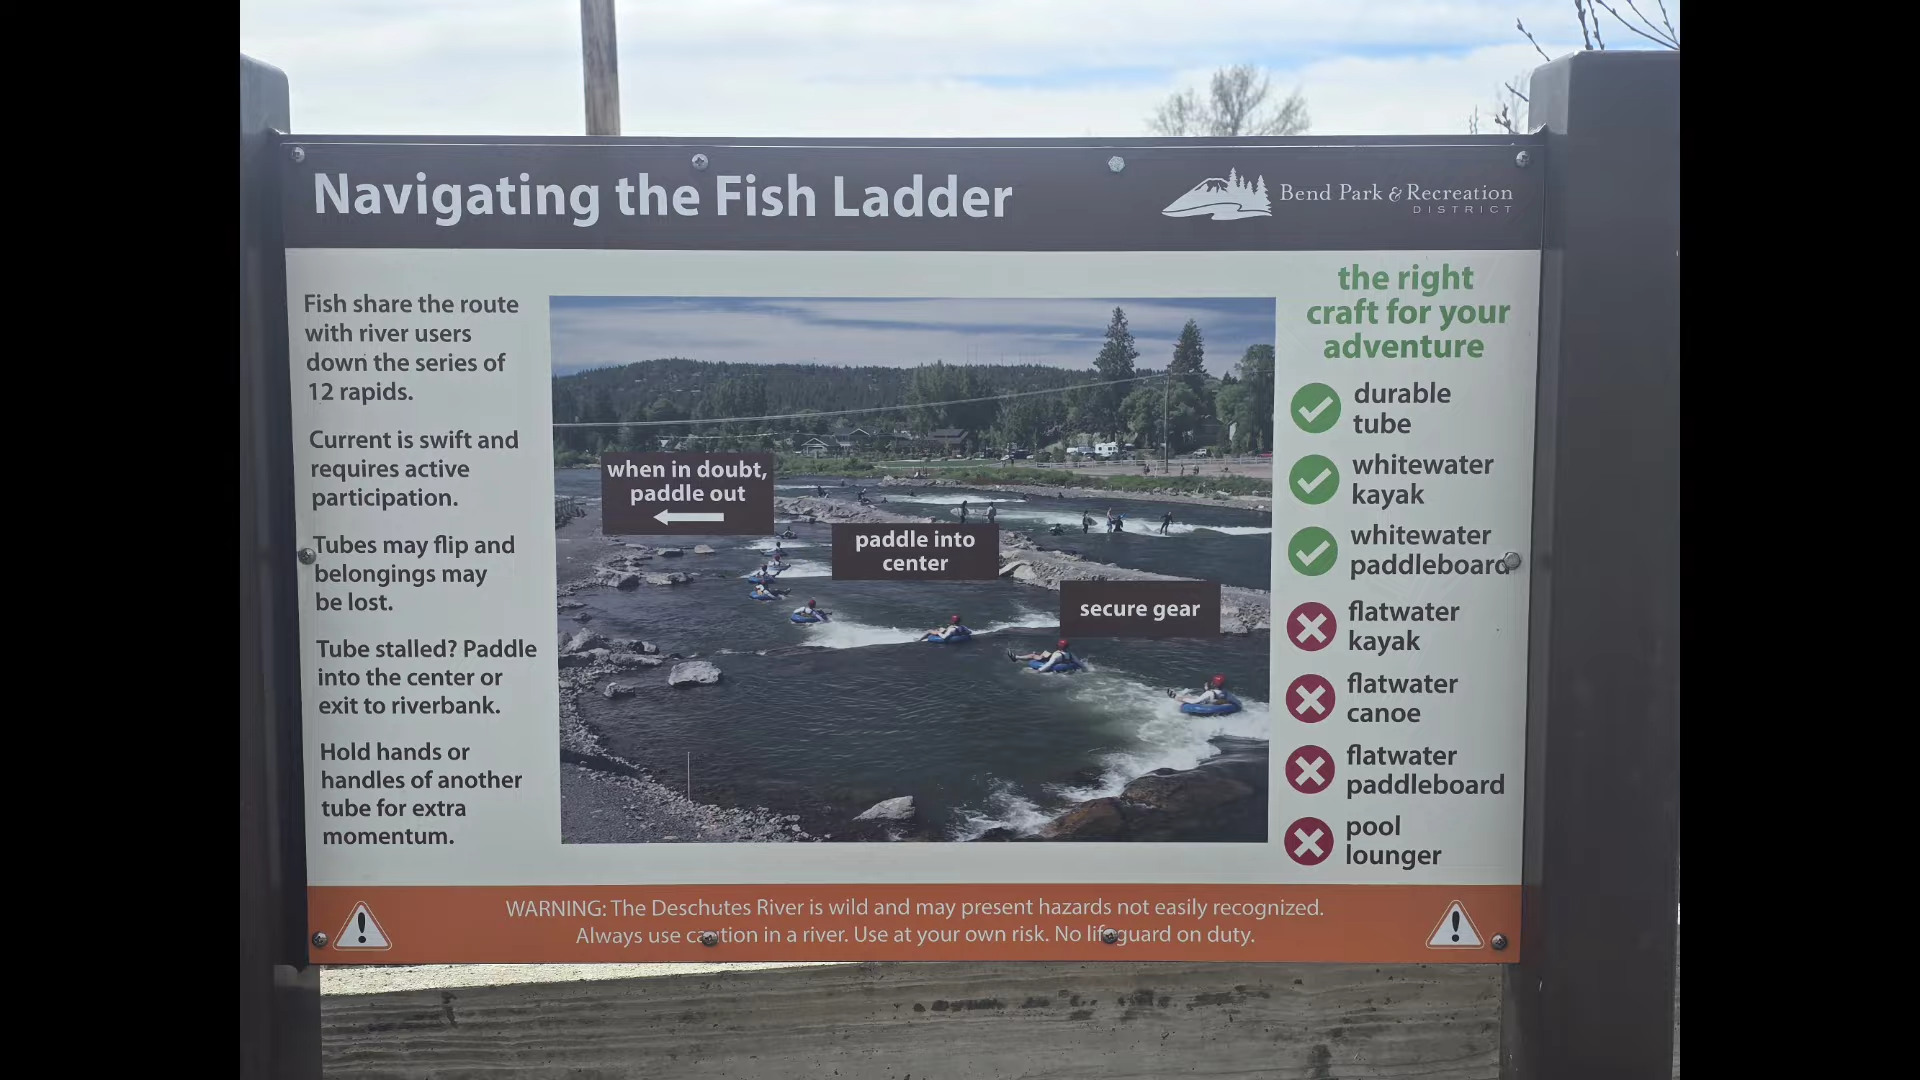 Navigating the Fish Ladder
Bend Park & Recreation
DISTRICT
Fish share the route
with river users
down the series of
12 rapids.
Current is swift and
requires active
participation.
Tubes may flip and
belongings may
be lost.
Tube stalled? Paddle
into the center or
exit to riverbank.
Hold hands or
handles of another
tube for extra
momentum.
when in doubt,
paddle out
paddle into
center
secure gear
the right
craft for your
adventure
durable
tube
whitewater
kayak
whitewater
paddleboard
flatwater
kayak
flatwater
canoe
flatwater
paddleboard
pool
lounger
WARNING: The Deschutes River is wild and may present hazards not easily recognized.
Always use caution in a river. Use at your own risk. No lifeguard on duty.